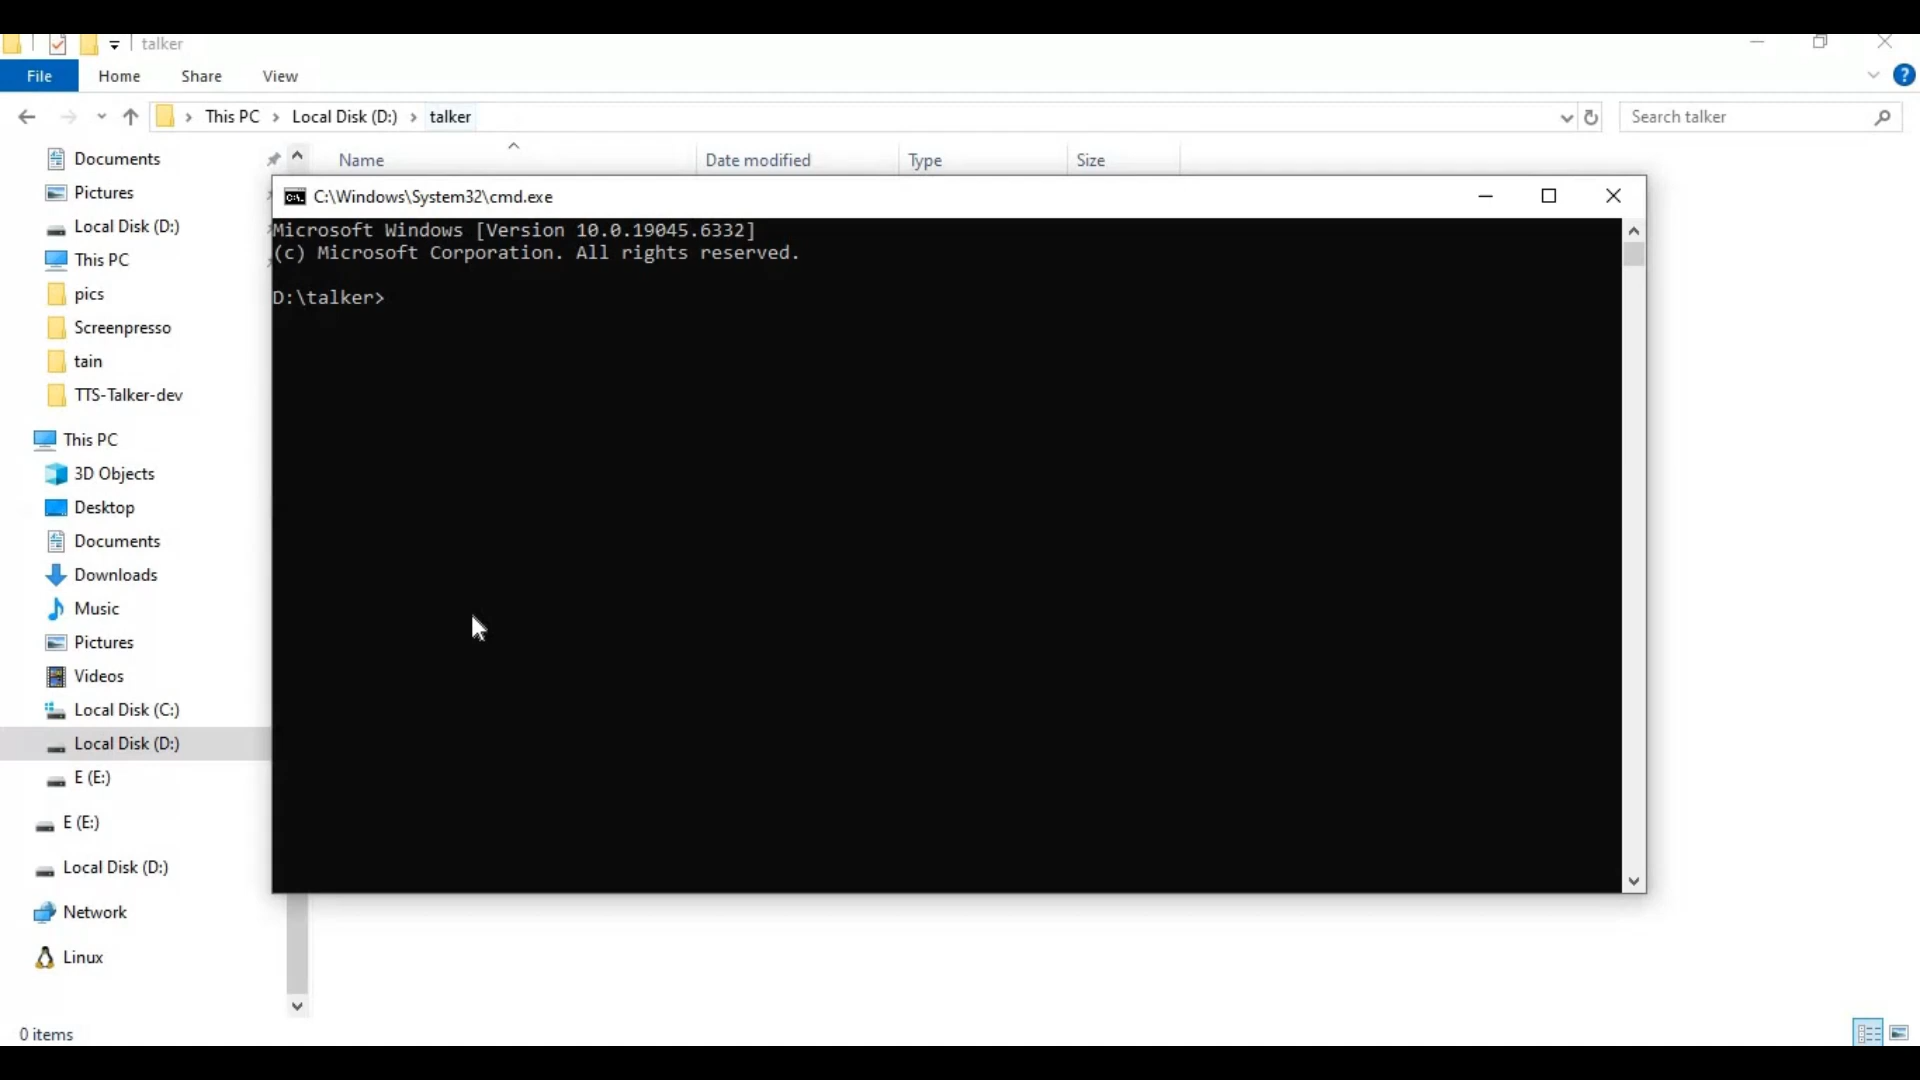 talker
File Home Share View
This PC Local Disk (D:) talker
Search talker
Name Date modified Type Size
Documents
Pictures
Local Disk (D:)
This PC
pics
Screenpresso
tain
TTS-Talker-dev
This PC
3D Objects
Desktop
Documents
Downloads
Music
Pictures
Videos
Local Disk (C:)
Local Disk (D:)
E (E:)
E (E:)
Local Disk (D:)
Network
Linux
0 items
C:\Windows\System32\cmd.exe
Microsoft Windows [Version 10.0.19045.6332]
(c) Microsoft Corporation. All rights reserved.
D:\talker>